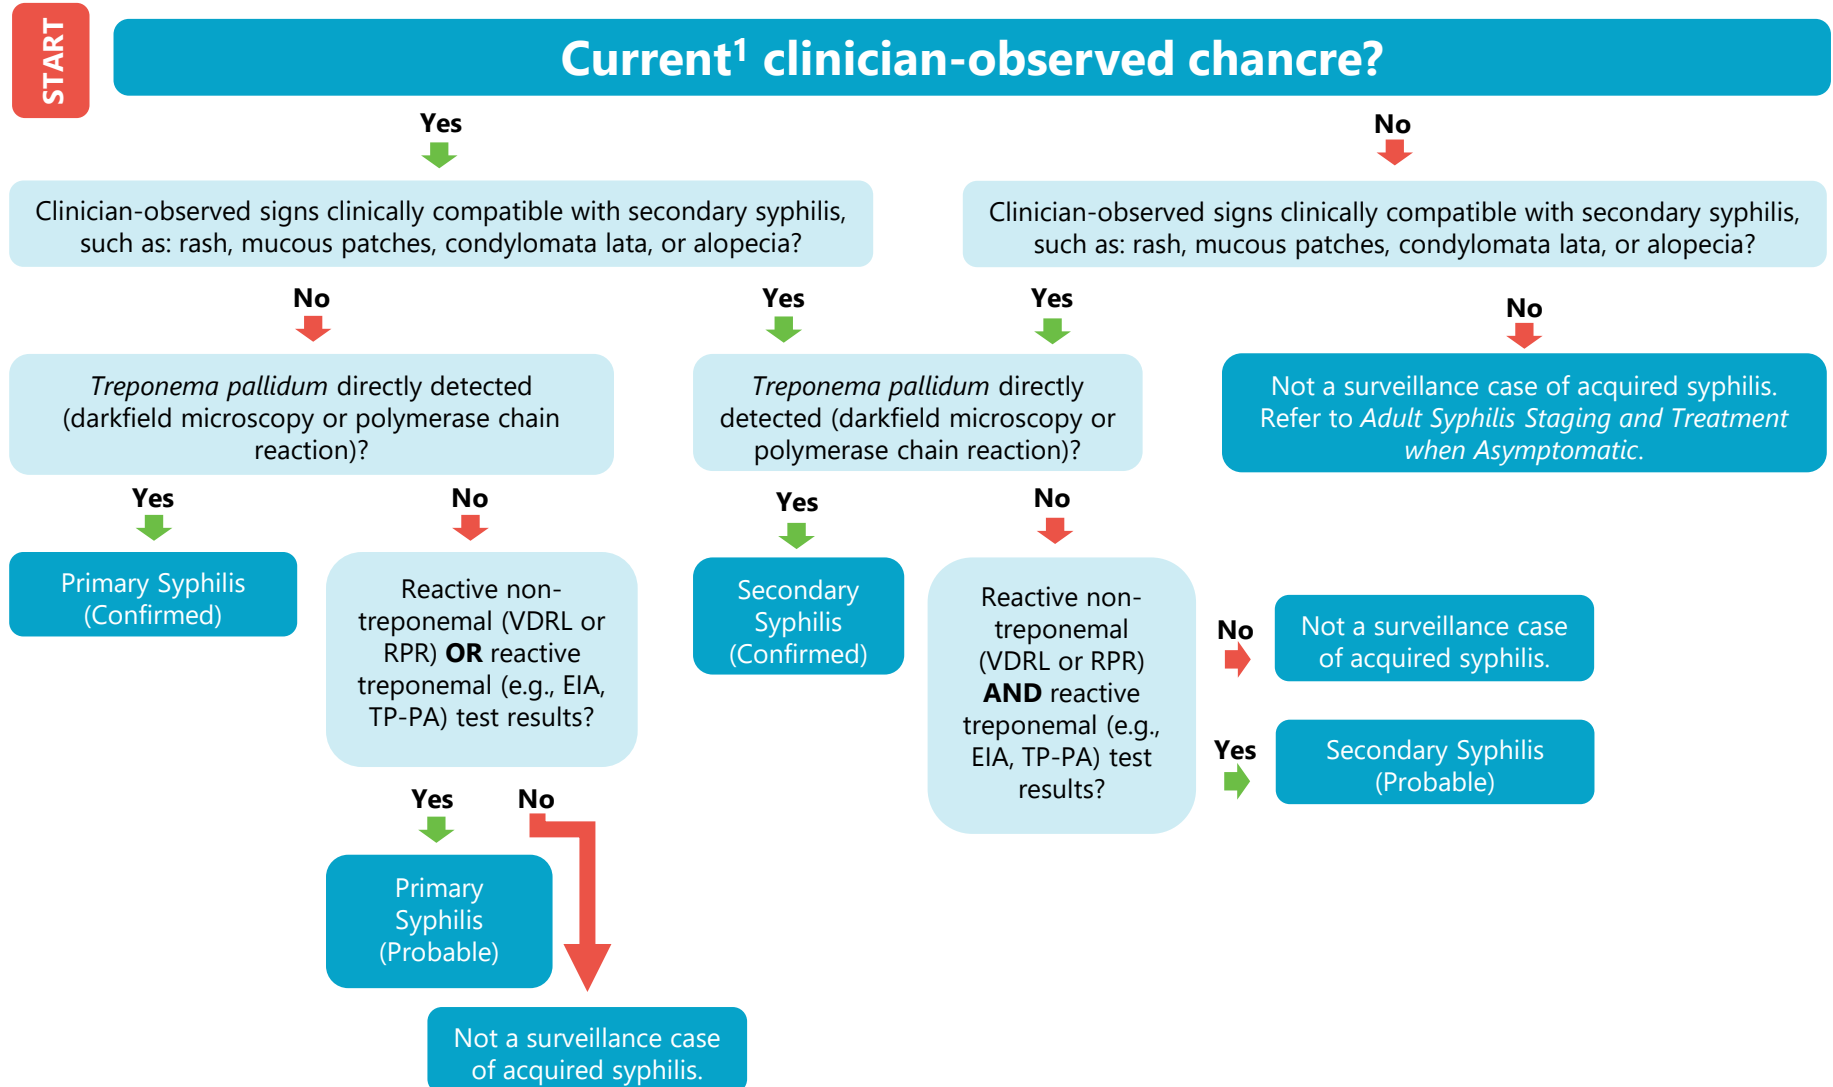 START
Current¹ clinician-observed chancre?
Yes
No
Clinician-observed signs clinically compatible with secondary syphilis,
such as: rash, mucous patches, condylomata lata, or alopecia?
Clinician-observed signs clinically compatible with secondary syphilis,
such as: rash, mucous patches, condylomata lata, or alopecia?
No
Yes
Yes
No
Treponema pallidum directly detected
(darkfield microscopy or polymerase chain
reaction)?
Treponema pallidum directly
detected (darkfield microscopy or
polymerase chain reaction)?
Not a surveillance case of acquired syphilis.
Refer to Adult Syphilis Staging and Treatment
when Asymptomatic.
Yes
No
Yes
No
Primary Syphilis
(Confirmed)
Reactive non-
treponemal (VDRL or
RPR) OR reactive
treponemal (e.g., EIA,
TP-PA) test results?
Secondary
Syphilis
(Confirmed)
Reactive non-
treponemal
(VDRL or RPR)
AND reactive
treponemal (e.g.,
EIA, TP-PA) test
results?
No
Not a surveillance case
of acquired syphilis.
Yes
Secondary Syphilis
(Probable)
Yes
No
Primary
Syphilis
(Probable)
Not a surveillance case
of acquired syphilis.